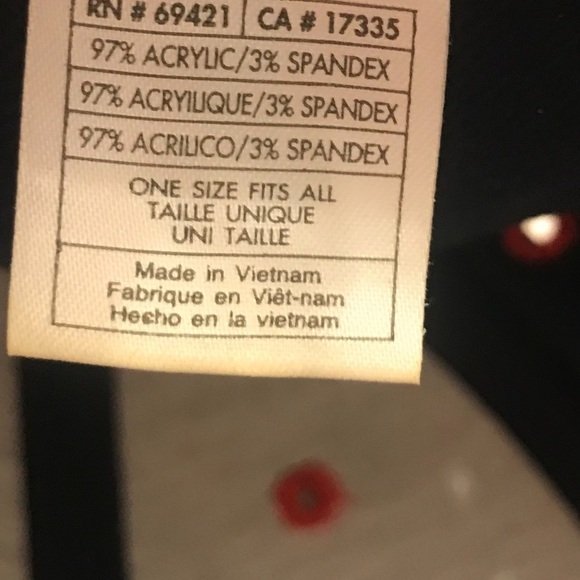 RN # 69421 CA # 17335
97% ACRYLIC/3% SPANDEX
97% ACRYILIQUE/3% SPANDEX
97% ACRILICO/3% SPANDEX
ONE SIZE FITS ALL
TAILLE UNIQUE
UNI TAILLE
Made in Vietnam
Fabrique en Viêt-nam
Hecho en la vietnam